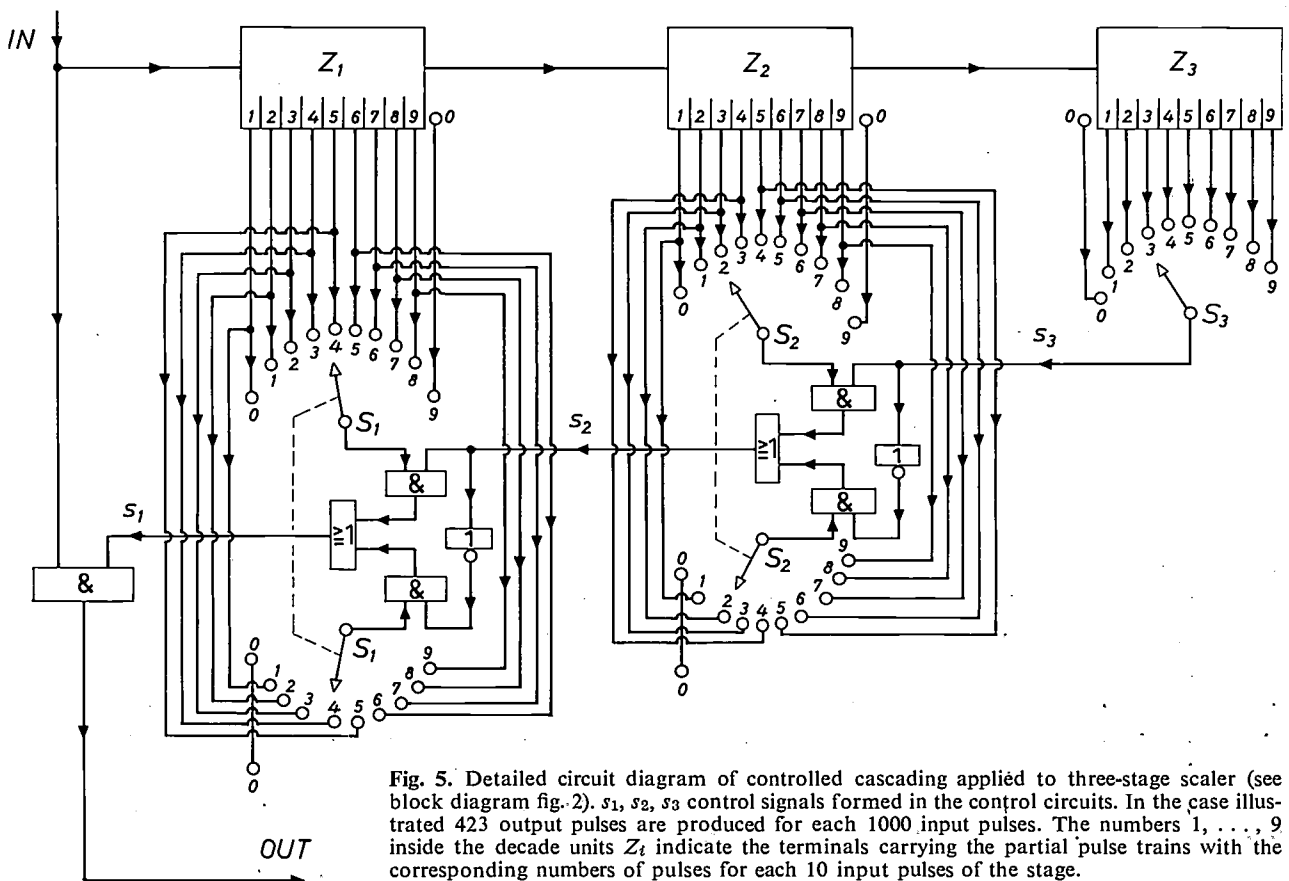 IN
Z1 Z2 Z3
1 2 3 4 5 6 7 8 9 0
1 2 3 4 5 6 7 8 9 0
0 1 2 3 4 5 6 7 8 9
0 1 2 3 4 5 6 7 8 9
0 1 2 3 4 5 6 7 8 9
0 1 2 3 4 5 6 7 8 9
S1
S2
S3
s3
&
≥1
1
&
s2
S2
0 1 2 3 4 5 6 7 8 9
0
&
≥1
1
&
s1
S1
0 1 2 3 4 5 6 7 8 9
0
&
OUT
Fig. 5. Detailed circuit diagram of controlled cascading applied to three-stage scaler (see
block diagram fig. 2). s1, s2, s3 control signals formed in the control circuits. In the case illus-
trated 423 output pulses are produced for each 1000 input pulses. The numbers 1, . . . , 9
inside the decade units Zi indicate the terminals carrying the partial pulse trains with the
corresponding numbers of pulses for each 10 input pulses of the stage.